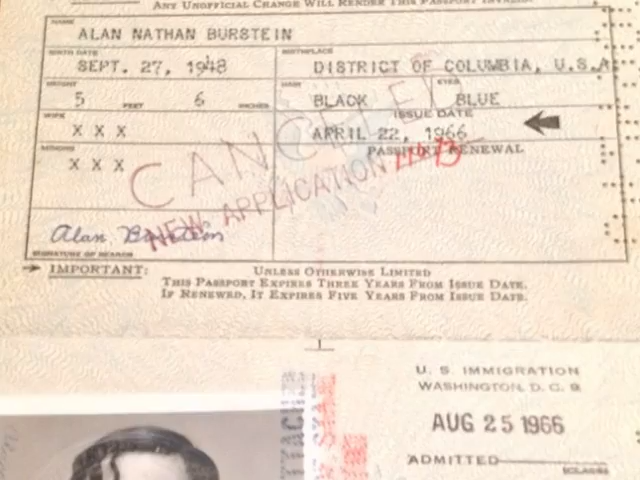 ANY UNOFFICIAL CHANGE WILL RENDER THIS PASSPORT INVALID
NAME
ALAN NATHAN BURSTEIN
BIRTH DATE
SEPT. 27, 1948
BIRTHPLACE
DISTRICT OF COLUMBIA, U.S.A.
HEIGHT
5 FEET 6 INCHES
HAIR
BLACK
EYES
BLUE
WIFE
X X X
ISSUE DATE
APRIL 22, 1966
MINORS
X X X
PASSPORT RENEWAL
CANCELED
NEW APPLICATION
Alan Burstein
SIGNATURE OF BEARER
IMPORTANT:
UNLESS OTHERWISE LIMITED
THIS PASSPORT EXPIRES THREE YEARS FROM ISSUE DATE.
IF RENEWED, IT EXPIRES FIVE YEARS FROM ISSUE DATE.
U. S. IMMIGRATION
WASHINGTON, D. C. 9
AUG 25 1966
ADMITTED